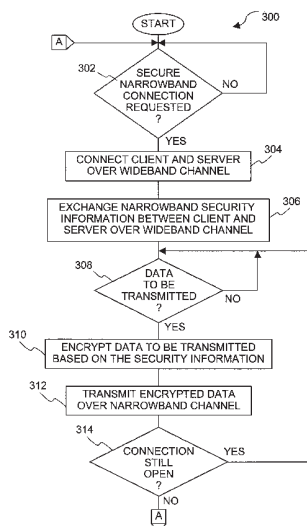 START
300
A
302
SECURE
NARROWBAND
CONNECTION
REQUESTED
?
NO
YES
304
CONNECT CLIENT AND SERVER
OVER WIDEBAND CHANNEL
306
EXCHANGE NARROWBAND SECURITY
INFORMATION BETWEEN CLIENT AND
SERVER OVER WIDEBAND CHANNEL
308
DATA
TO BE
TRANSMITTED
?
NO
YES
310
ENCRYPT DATA TO BE TRANSMITTED
BASED ON THE SECURITY INFORMATION
312
TRANSMIT ENCRYPTED DATA
OVER NARROWBAND CHANNEL
314
CONNECTION
STILL
OPEN
?
YES
NO
A